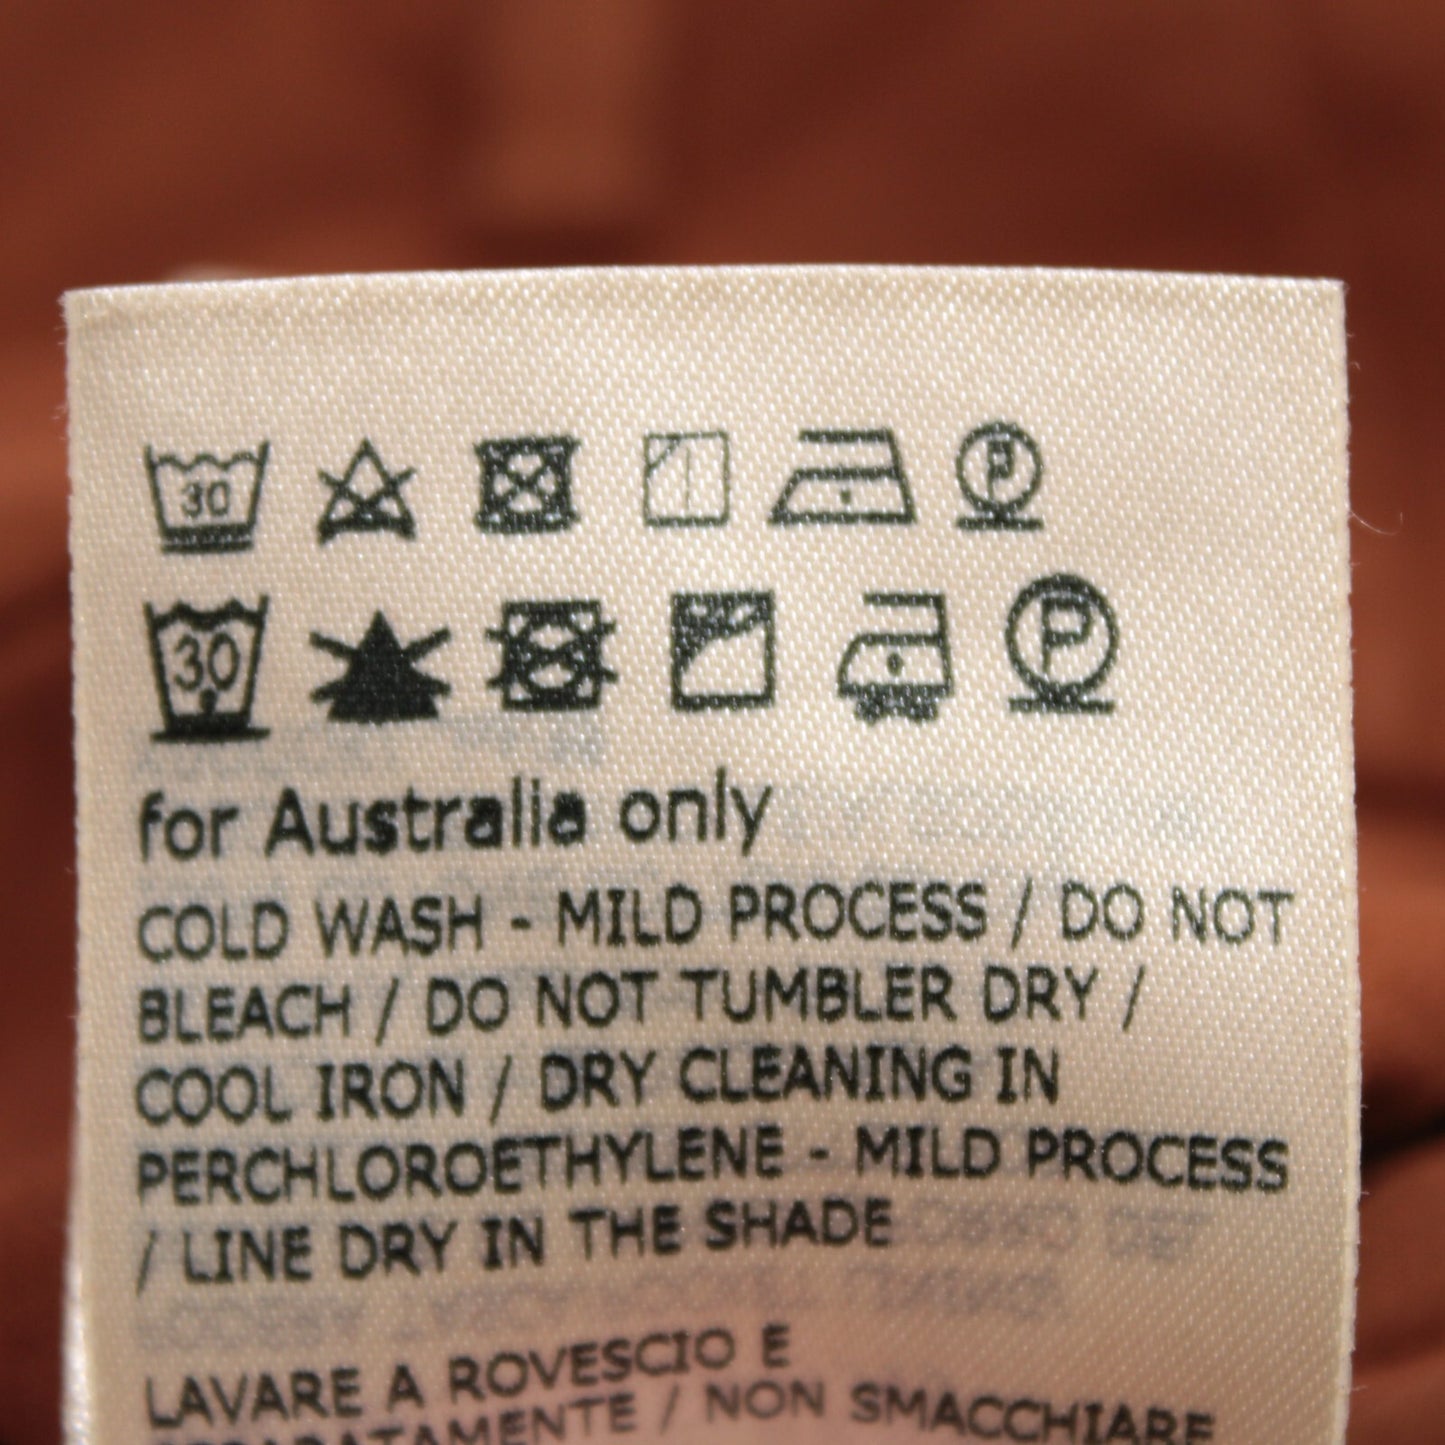 30 P
30 P
for Australia only
COLD WASH - MILD PROCESS / DO NOT
BLEACH / DO NOT TUMBLER DRY /
COOL IRON / DRY CLEANING IN
PERCHLOROETHYLENE - MILD PROCESS
/ LINE DRY IN THE SHADE
LAVARE A ROVESCIO E
SEPARATAMENTE / NON SMACCHIARE